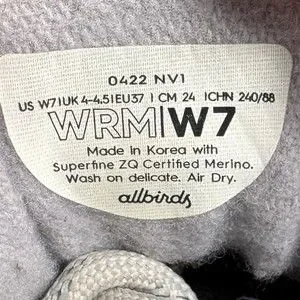 0422 NV1
US W7|UK 4-4.5|EU37 | CM 24 |CHN 240/88
WRM|W7
Made in Korea with
Superfine ZQ Certified Merino.
Wash on delicate. Air Dry.
allbirds